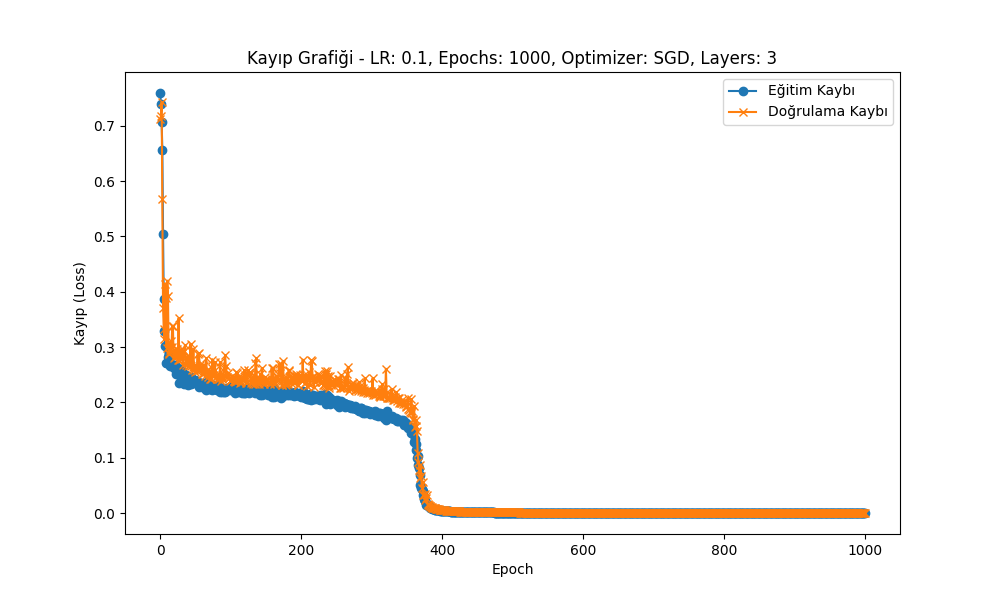 Kayıp Grafiği - LR: 0.1, Epochs: 1000, Optimizer: SGD, Layers: 3
Eğitim Kaybı
Doğrulama Kaybı
Kayıp (Loss)
0.7
0.6
0.5
0.4
0.3
0.2
0.1
0.0
0 200 400 600 800 1000
Epoch